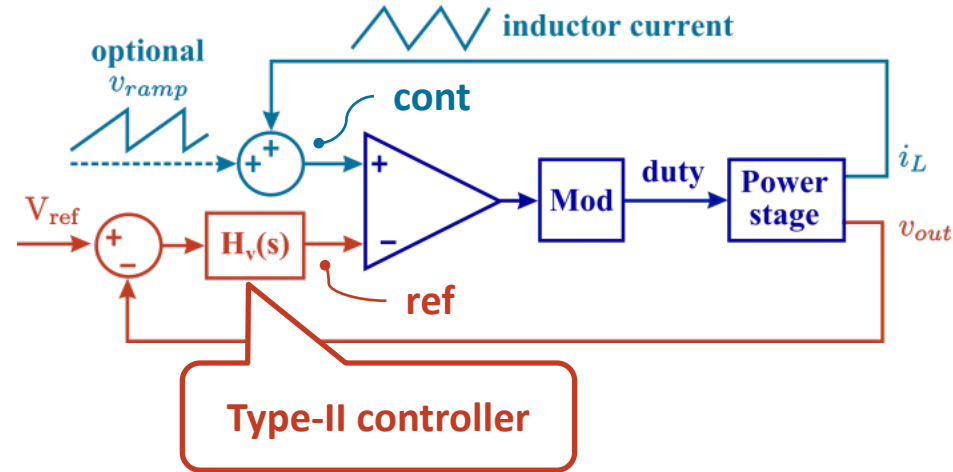 inductor current
optional
v_ramp
cont
+
+
+
i_L
duty
Power
stage
Mod
V_ref
+
−
H_v(s)
−
v_out
ref
Type-II controller